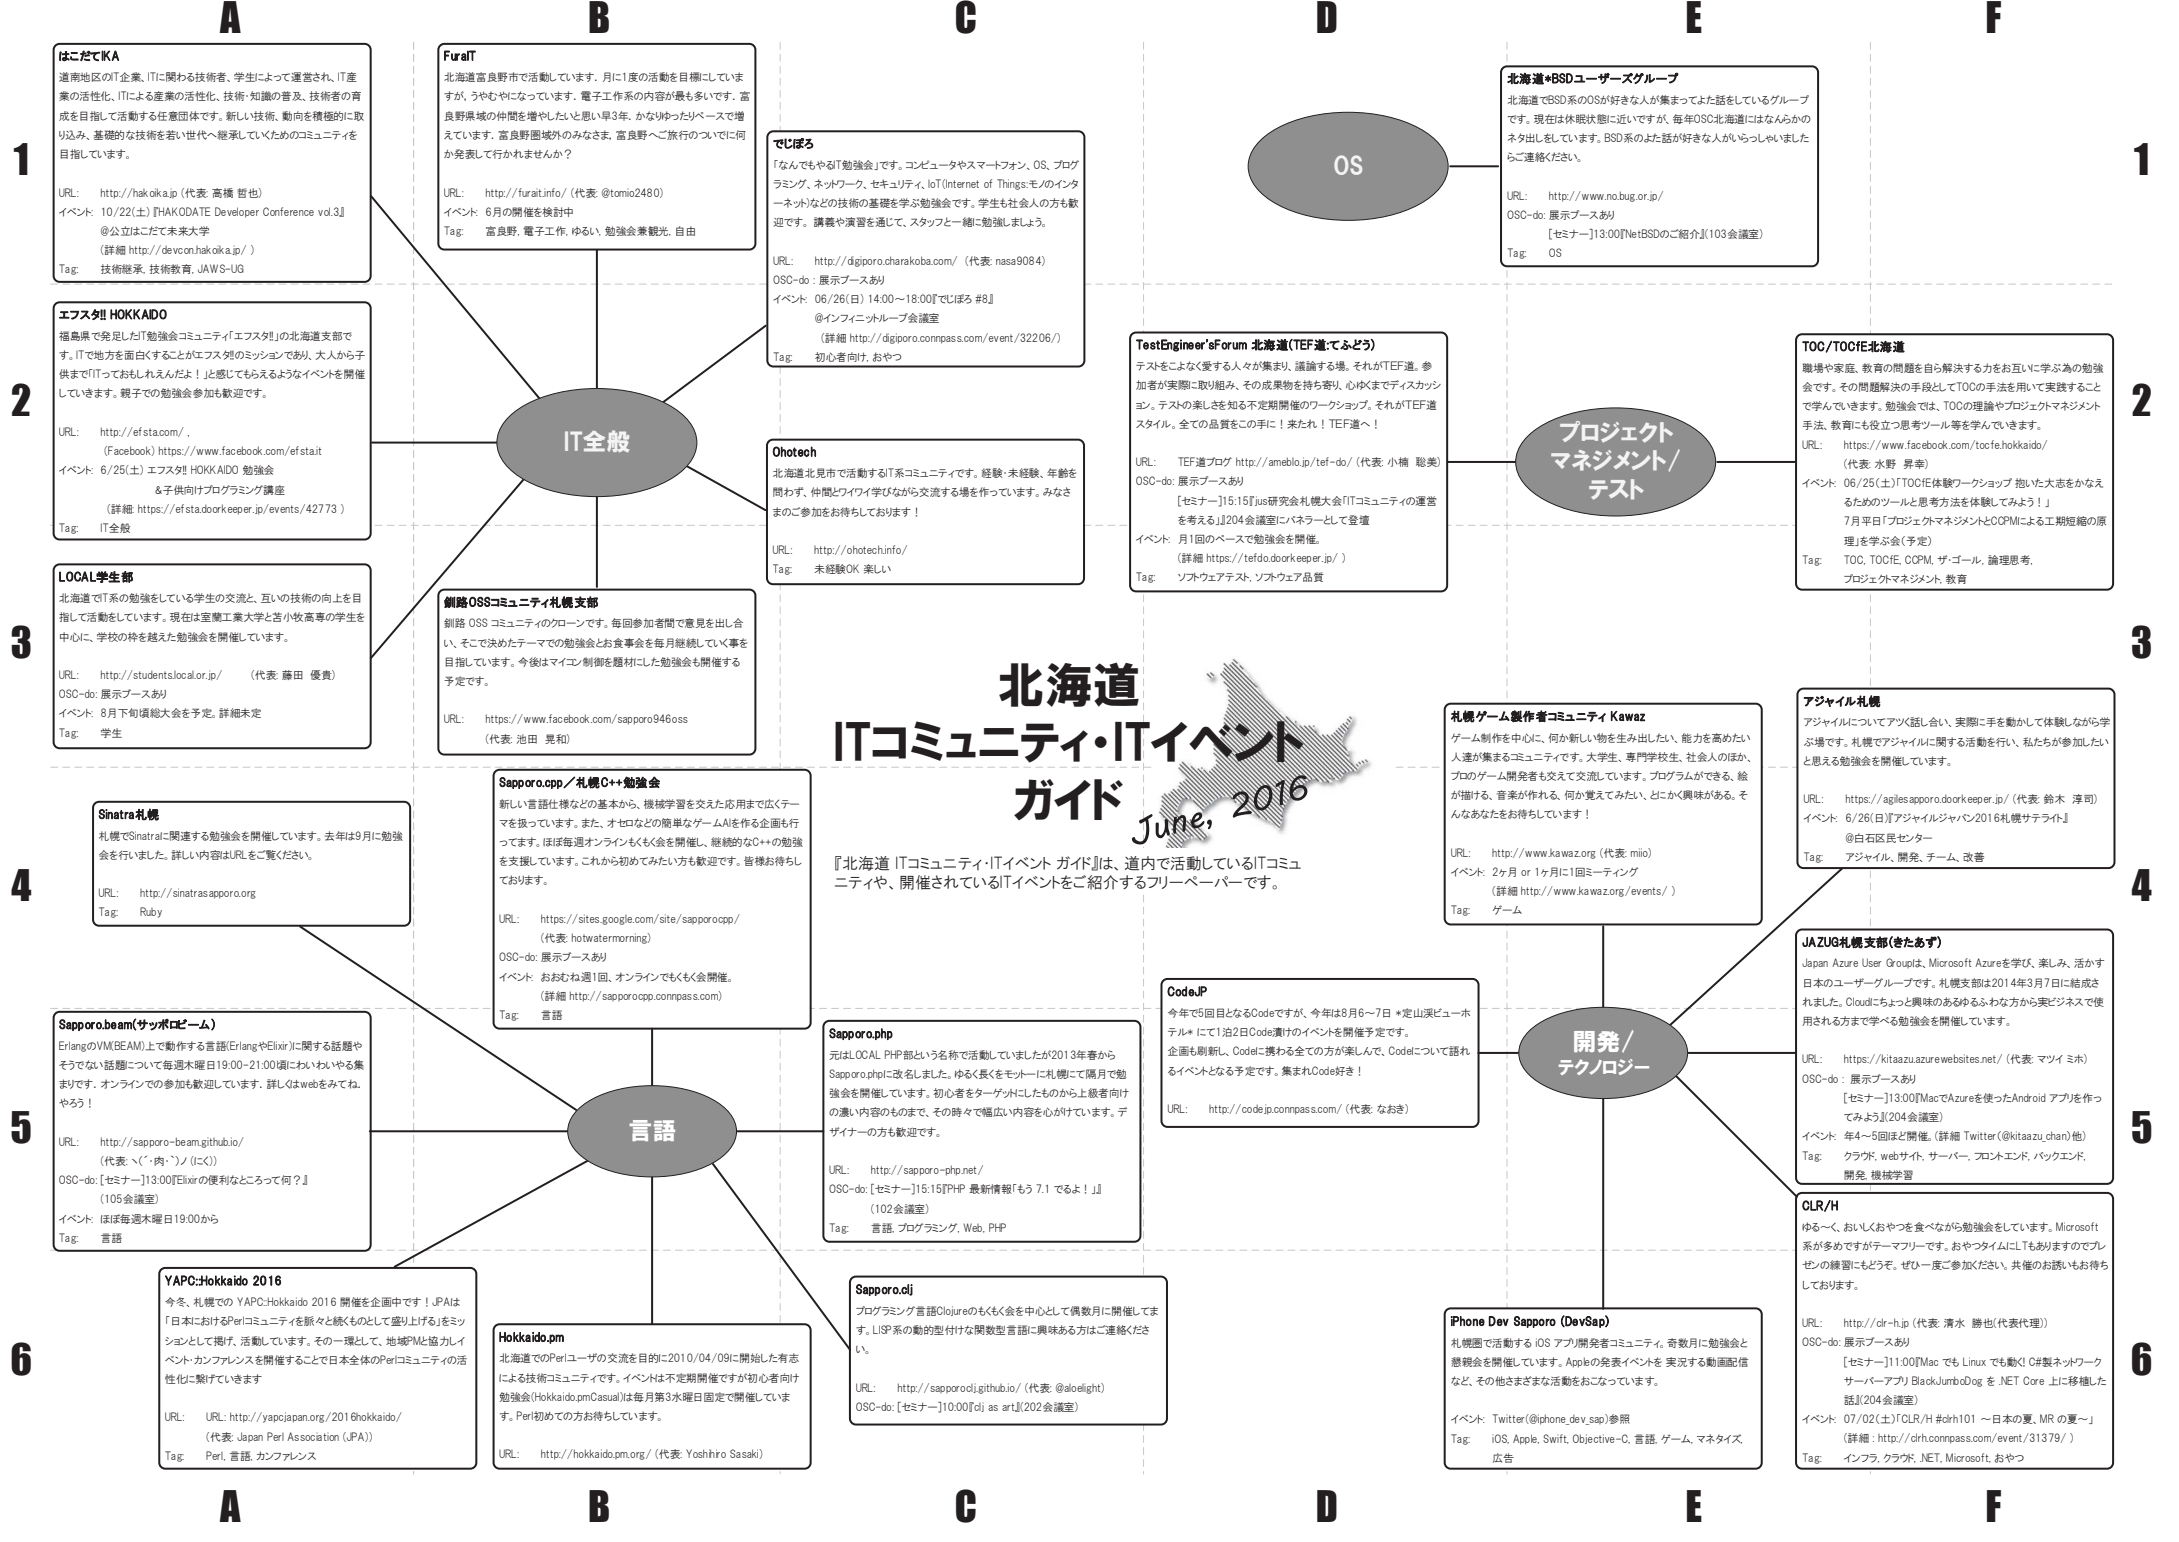 A
B
C
D
E
F
1
2
3
4
5
6
はこだてIKA
道南地区のIT企業、ITに関わる技術者、学生によって運営され、IT産
業の活性化、ITによる産業の活性化、技術・知識の普及、技術者の育
成を目指して活動する任意団体です。新しい技術、動向を積極的に取
り込み、基礎的な技術を若い世代へ継承していくためのコミュニティを
目指しています。
URL: http://hakoika.jp (代表: 高橋 哲也)
イベント: 10/22(土)『HAKODATE Developer Conference vol.3』
@公立はこだて未来大学
(詳細 http://devcon.hakoika.jp/ )
Tag: 技術継承, 技術教育, JAWS-UG
エフスタ!! HOKKAIDO
福島県で発足したIT勉強会コミュニティ「エフスタ!!」の北海道支部で
す。ITで地方を面白くすることがエフスタ!!のミッションであり、大人から子
供まで「ITっておもしれえんだよ！」と感じてもらえるようなイベントを開催
していきます。親子での勉強会参加も歓迎です。
URL: http://efsta.com/ ,
(Facebook) https://www.facebook.com/efsta.it
イベント: 6/25(土) エフスタ!! HOKKAIDO 勉強会
&子供向けプログラミング講座
(詳細: https://efsta.doorkeeper.jp/events/42773 )
Tag: IT全般
LOCAL学生部
北海道でIT系の勉強をしている学生の交流と、互いの技術の向上を目
指して活動をしています。現在は室蘭工業大学と苫小牧高専の学生を
中心に、学校の枠を越えた勉強会を開催しています。
URL: http://students.local.or.jp/ (代表: 藤田 優貴)
OSC-do: 展示ブースあり
イベント: 8月下旬頃総大会を予定。詳細未定
Tag: 学生
FuraIT
北海道富良野市で活動しています. 月に1度の活動を目標にしていま
すが, うやむやになっています. 電子工作系の内容が最も多いです. 富
良野県域の仲間を増やしたいと思い早3年, かなりゆったりペースで増
えています. 富良野圏域外のみなさま, 富良野へご旅行のついでに何
か発表して行かれませんか？
URL: http://furait.info/ (代表: @tomio2480)
イベント: 6月の開催を検討中
Tag: 富良野, 電子工作, ゆるい, 勉強会兼観光, 自由
でじぽろ
「なんでもやるIT勉強会」です。コンピュータやスマートフォン、OS、プログ
ラミング、ネットワーク、セキュリティ、IoT(Internet of Things:モノのインタ
ーネット)などの技術の基礎を学ぶ勉強会です。学生も社会人の方も歓
迎です。 講義や演習を通じて、スタッフと一緒に勉強しましょう。
URL: http://digiporo.charakoba.com/ (代表: nasa9084)
OSC-do : 展示ブースあり
イベント: 06/26(日) 14:00～18:00『でじぽろ #8』
@インフィニットループ会議室
(詳細 http://digiporo.connpass.com/event/32206/)
Tag: 初心者向け, おやつ
IT全般
Ohotech
北海道北見市で活動するIT系コミュニティです。経験・未経験、年齢を
問わず、仲間とワイワイ学びながら交流する場を作っています。みなさ
まのご参加をお待ちしております！
URL: http://ohotech.info/
Tag: 未経験OK 楽しい
釧路OSSコミュニティ札幌支部
釧路 OSS コミュニティのクローンです。毎回参加者間で意見を出し合
い、そこで決めたテーマでの勉強会とお食事会を毎月継続していく事を
目指しています。今後はマイコン制御を題材にした勉強会も開催する
予定です。
URL: https://www.facebook.com/sapporo946oss
(代表: 池田 晃和)
OS
北海道*BSDユーザーズグループ
北海道でBSD系のOSが好きな人が集まってよた話をしているグループ
です。現在は休眠状態に近いですが、毎年OSC北海道にはなんらかの
ネタ出しをしています。BSD系のよた話が好きな人がいらっしゃいました
らご連絡ください。
URL: http://www.no.bug.or.jp/
OSC-do: 展示ブースあり
[セミナー]13:00『NetBSDのご紹介』(103会議室)
Tag: OS
TestEngineer'sForum 北海道(TEF道:てふどう)
テストをこよなく愛する人々が集まり、議論する場。それがTEF道。参
加者が実際に取り組み、その成果物を持ち寄り、心ゆくまでディスカッシ
ョン。テストの楽しさを知る不定期開催のワークショップ。それがTEF道
スタイル。全ての品質をこの手に！来たれ！TEF道へ！
URL: TEF道ブログ http://ameblo.jp/tef-do/ (代表: 小楠 聡美)
OSC-do: 展示ブースあり
[セミナー]15:15『jus研究会札幌大会「ITコミュニティの運営
を考える」』204会議室にパネラーとして登壇
イベント: 月1回のペースで勉強会を開催。
(詳細 https://tefdo.doorkeeper.jp/ )
Tag: ソフトウェアテスト, ソフトウェア品質
プロジェクト
マネジメント/
テスト
TOC/TOCfE北海道
職場や家庭、教育の問題を自ら解決する力をお互いに学ぶ為の勉強
会です。その問題解決の手段としてTOCの手法を用いて実践すること
で学んでいきます。勉強会では、TOCの理論やプロジェクトマネジメント
手法、教育にも役立つ思考ツール等を学んでいきます。
URL: https://www.facebook.com/tocfe.hokkaido/
(代表: 水野 昇幸)
イベント: 06/25(土)「TOCfE体験ワークショップ 抱いた大志をかなえ
るためのツールと思考方法を体験してみよう！」
7月平日「プロジェクトマネジメントとCCPMによる工期短縮の原
理」を学ぶ会(予定)
Tag: TOC, TOCfE, CCPM, ザ・ゴール, 論理思考,
プロジェクトマネジメント, 教育
北海道
ITコミュニティ・ITイベント
ガイド
June, 2016
『北海道 ITコミュニティ・ITイベント ガイド』は、道内で活動しているITコミュ
ニティや、開催されているITイベントをご紹介するフリーペーパーです。
Sinatra札幌
札幌でSinatraに関連する勉強会を開催しています。去年は9月に勉強
会を行いました。詳しい内容はURLをご覧ください。
URL: http://sinatrasapporo.org
Tag: Ruby
Sapporo.cpp／札幌C++勉強会
新しい言語仕様などの基本から、機械学習を交えた応用まで広くテー
マを扱っています。また、オセロなどの簡単なゲームAIを作る企画も行
ってます。ほぼ毎週オンラインもくもく会を開催し、継続的なC++の勉強
を支援しています。これから初めてみたい方も歓迎です。皆様お待ちし
ております。
URL: https://sites.google.com/site/sapporocpp/
(代表: hotwatermorning)
OSC-do: 展示ブースあり
イベント: おおむね週1回、オンラインでもくもく会開催。
(詳細 http://sapporocpp.connpass.com)
Tag: 言語
Sapporo.beam(サッポロビーム)
ErlangのVM(BEAM)上で動作する言語(ErlangやElixir)に関する話題や
そうでない話題について毎週木曜日19:00-21:00頃にわいわいやる集
まりです. オンラインでの参加も歓迎しています. 詳しくはwebをみてね.
やろう！
URL: http://sapporo-beam.github.io/
(代表: ヽ(´･肉･`)ノ (にく))
OSC-do: [セミナー]13:00『Elixirの便利なところって何？』
(105会議室)
イベント: ほぼ毎週木曜日19:00から
Tag: 言語
言語
Sapporo.php
元はLOCAL PHP部という名称で活動していましたが2013年春から
Sapporo.phpに改名しました。ゆるく長くをモットーに札幌にて隔月で勉
強会を開催しています。初心者をターゲットにしたものから上級者向け
の濃い内容のものまで、その時々で幅広い内容を心がけています。デ
ザイナーの方も歓迎です。
URL: http://sapporo-php.net/
OSC-do: [セミナー]15:15『PHP 最新情報「もう 7.1 でるよ！」』
(102会議室)
Tag: 言語, プログラミング, Web, PHP
YAPC::Hokkaido 2016
今冬、札幌での YAPC::Hokkaido 2016 開催を企画中です！JPAは
「日本におけるPerlコミュニティを脈々と続くものとして盛り上げる」をミッ
ションとして掲げ、活動しています。その一環として、地域PMと協力しイ
ベント・カンファレンスを開催することで日本全体のPerlコミュニティの活
性化に繋げていきます
URL: URL: http://yapcjapan.org/2016hokkaido/
(代表: Japan Perl Association (JPA))
Tag: Perl, 言語, カンファレンス
Hokkaido.pm
北海道でのPerlユーザの交流を目的に2010/04/09に開始した有志
による技術コミュニティです。イベントは不定期開催ですが初心者向け
勉強会(Hokkaido.pmCasual)は毎月第3水曜日固定で開催していま
す。Perl初めての方お待ちしています。
URL: http://hokkaido.pm.org/ (代表: Yoshihiro Sasaki)
Sapporo.clj
プログラミング言語Clojureのもくもく会を中心として偶数月に開催してま
す。LISP系の動的型付けな関数型言語に興味ある方はご連絡くださ
い。
URL: http://sapporoclj.github.io/ (代表: @aloelight)
OSC-do: [セミナー]10:00『clj as art』(202会議室)
札幌ゲーム製作者コミュニティ Kawaz
ゲーム制作を中心に、何か新しい物を生み出したい、能力を高めたい
人達が集まるコミュニティです。大学生、専門学校生、社会人のほか、
プロのゲーム開発者も交えて交流しています。プログラムができる、絵
が描ける、音楽が作れる、何か覚えてみたい、とにかく興味がある。そ
んなあなたをお待ちしています！
URL: http://www.kawaz.org (代表: miio)
イベント: 2ヶ月 or 1ヶ月に1回ミーティング
(詳細 http://www.kawaz.org/events/ )
Tag: ゲーム
アジャイル札幌
アジャイルについてアツく話し合い、実際に手を動かして体験しながら学
ぶ場です。札幌でアジャイルに関する活動を行い、私たちが参加したい
と思える勉強会を開催しています。
URL: https://agilesapporo.doorkeeper.jp/ (代表: 鈴木 淳司)
イベント: 6/26(日)『アジャイルジャパン2016札幌サテライト』
@白石区民センター
Tag: アジャイル、開発、チーム、改善
CodeJP
今年で5回目となるCodeですが、今年は8月6～7日 *定山渓ビューホ
テル* にて1泊2日Code漬けのイベントを開催予定です。
企画も刷新し、Codeに携わる全ての方が楽しんで、Codeについて語れ
るイベントとなる予定です。集まれCode好き！
URL: http://codejp.connpass.com/ (代表: なおき)
開発/
テクノロジー
JAZUG札幌支部(きたあず)
Japan Azure User Groupは、Microsoft Azureを学び、楽しみ、活かす
日本のユーザーグループです。札幌支部は2014年3月7日に結成さ
れました。Cloudにちょっと興味のあるゆるふわな方から実ビジネスで使
用される方まで学べる勉強会を開催しています。
URL: https://kitaazu.azurewebsites.net/ (代表: マツイ ミホ)
OSC-do : 展示ブースあり
[セミナー]13:00『MacでAzureを使ったAndroid アプリを作っ
てみよう』(204会議室)
イベント: 年4～5回ほど開催。(詳細 Twitter(@kitaazu_chan)他)
Tag: クラウド, webサイト, サーバー, フロントエンド, バックエンド,
開発, 機械学習
iPhone Dev Sapporo (DevSap)
札幌圏で活動する iOS アプリ開発者コミュニティ。奇数月に勉強会と
懇親会を開催しています。Appleの発表イベントを 実況する動画配信
など、その他さまざまな活動をおこなっています。
イベント: Twitter(@iphone_dev_sap)参照
Tag: iOS, Apple, Swift, Objective-C, 言語, ゲーム, マネタイズ,
広告
CLR/H
ゆる～く、おいしくおやつを食べながら勉強会をしています。Microsoft
系が多めですがテーマフリーです。おやつタイムにLTもありますのでプレ
ゼンの練習にもどうぞ。ぜひ一度ご参加ください。共催のお誘いもお待ち
しております。
URL: http://clr-h.jp (代表: 清水 勝也(代表代理))
OSC-do: 展示ブースあり
[セミナー]11:00『Mac でも Linux でも動く! C#製ネットワーク
サーバーアプリ BlackJumboDog を .NET Core 上に移植した
話』(204会議室)
イベント: 07/02(土)「CLR/H #clrh101 ～日本の夏、MR の夏～」
(詳細 : http://clrh.connpass.com/event/31379/ )
Tag: インフラ, クラウド, .NET, Microsoft, おやつ
1
2
3
4
5
6
A
B
C
D
E
F